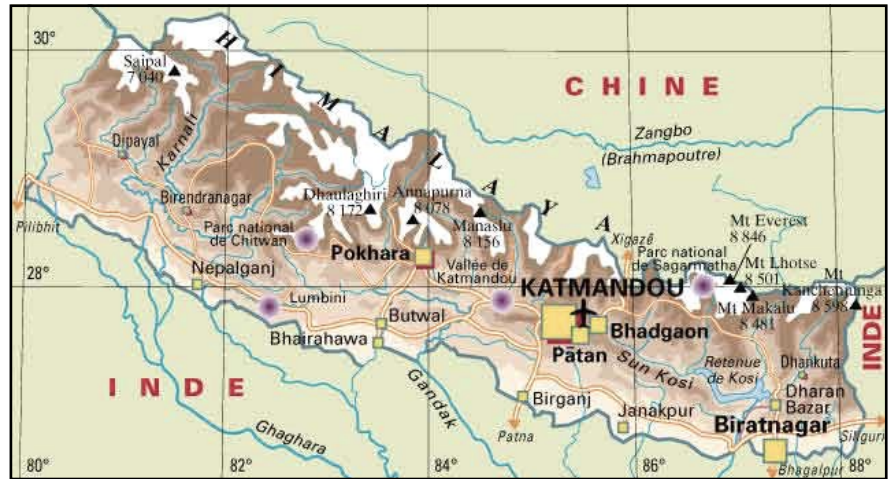 30°
HIMALAYA
Saipal
7 040
CHINE
Zangbo
(Brahmapoutre)
Karnali
Dipayal
Birendranagar
Dhaulaghiri
8 172
Annapurna
8 078
Manaslu
8 156
Pilibhit
Parc national
de Chitwan
Pokhara
Xigazê
Mt Everest
8 846
Parc national
de Sagarmatha
Mt Lhotse
8 501
Mt
Kanchenjunga
8 598
28°
Nepalganj
Vallée de
Katmandou
KATMANDOU
Mt Makalu
8 481
Lumbini
Butwal
Bhadgaon
Bhairahawa
Pātan
Sun Kosi
Retenue
de Kosi
Dhankuta
INDE
INDE
Gandak
Birganj
Dharan
Bazar
Janakpur
Biratnagar
Ghaghara
Patna
Siliguri
Bhagalpur
80°
82°
84°
86°
88°